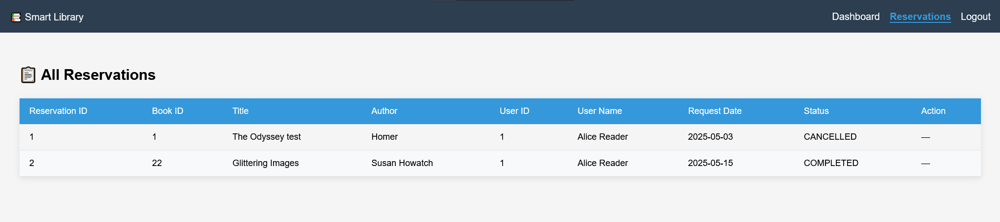 Smart Library
Dashboard Reservations Logout
All Reservations
Reservation ID Book ID Title Author User ID User Name Request Date Status Action
1 1 The Odyssey test Homer 1 Alice Reader 2025-05-03 CANCELLED —
2 22 Glittering Images Susan Howatch 1 Alice Reader 2025-05-15 COMPLETED —